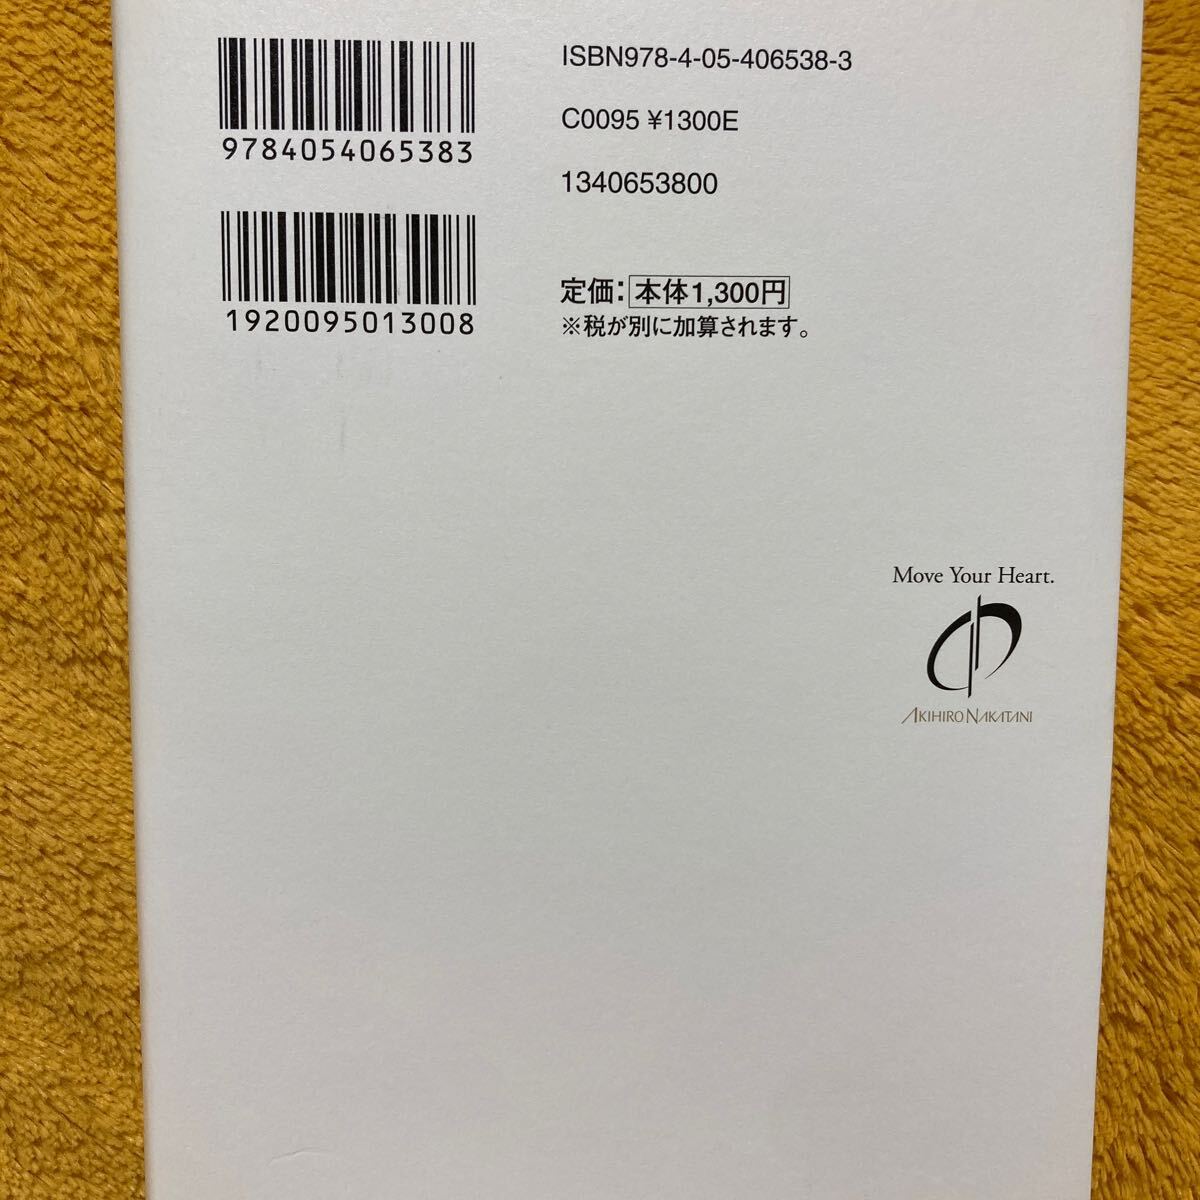 9784054065383
1920095013008
ISBN978-4-05-406538-3
C0095 ¥1300E
1340653800
定価：本体1,300円
※税が別に加算されます。
Move Your Heart.
AKIHIRO NAKATANI